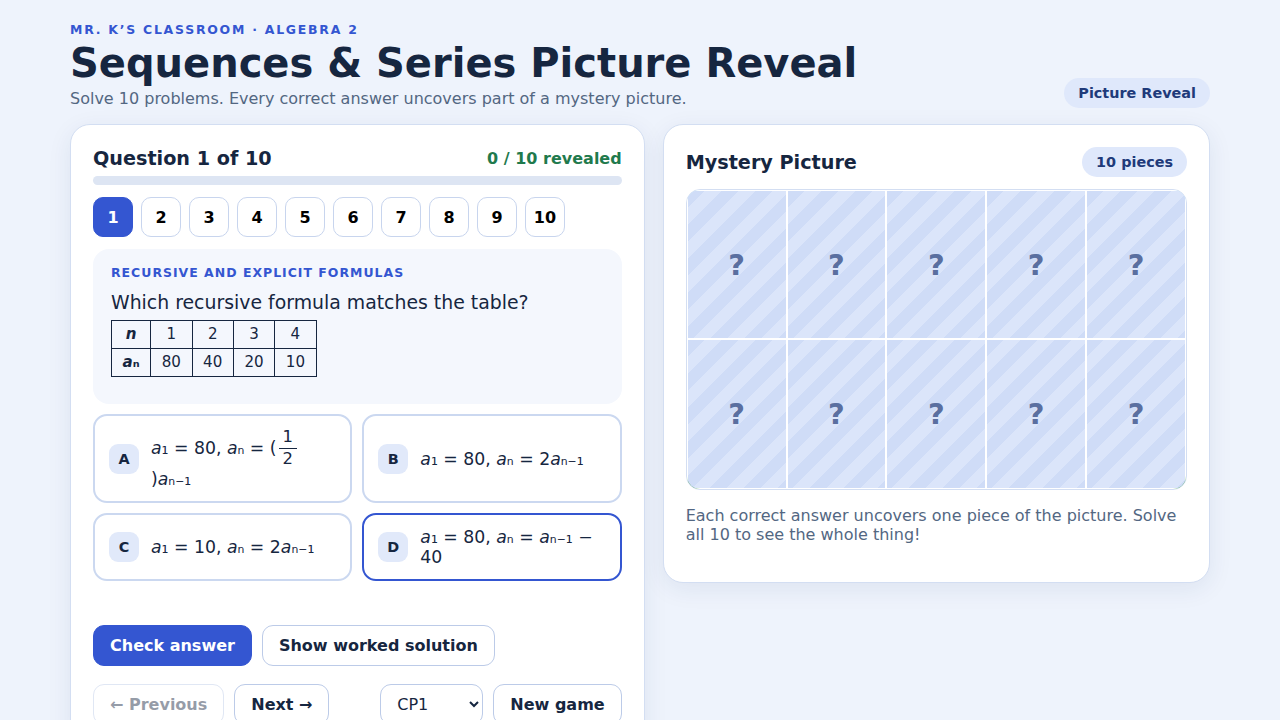 MR. K’S CLASSROOM · ALGEBRA 2
Sequences & Series Picture Reveal
Solve 10 problems. Every correct answer uncovers part of a mystery picture.
Picture Reveal
Question 1 of 10
0 / 10 revealed
1 2 3 4 5 6 7 8 9 10
RECURSIVE AND EXPLICIT FORMULAS
Which recursive formula matches the table?
n 1 2 3 4
aₙ 80 40 20 10
A a₁ = 80, aₙ = (1/2
)aₙ₋₁
B a₁ = 80, aₙ = 2aₙ₋₁
C a₁ = 10, aₙ = 2aₙ₋₁
D a₁ = 80, aₙ = aₙ₋₁ −
40
Check answer
Show worked solution
← Previous
Next →
CP1
New game
Mystery Picture
10 pieces
? ? ? ? ?
? ? ? ? ?
Each correct answer uncovers one piece of the picture. Solve
all 10 to see the whole thing!